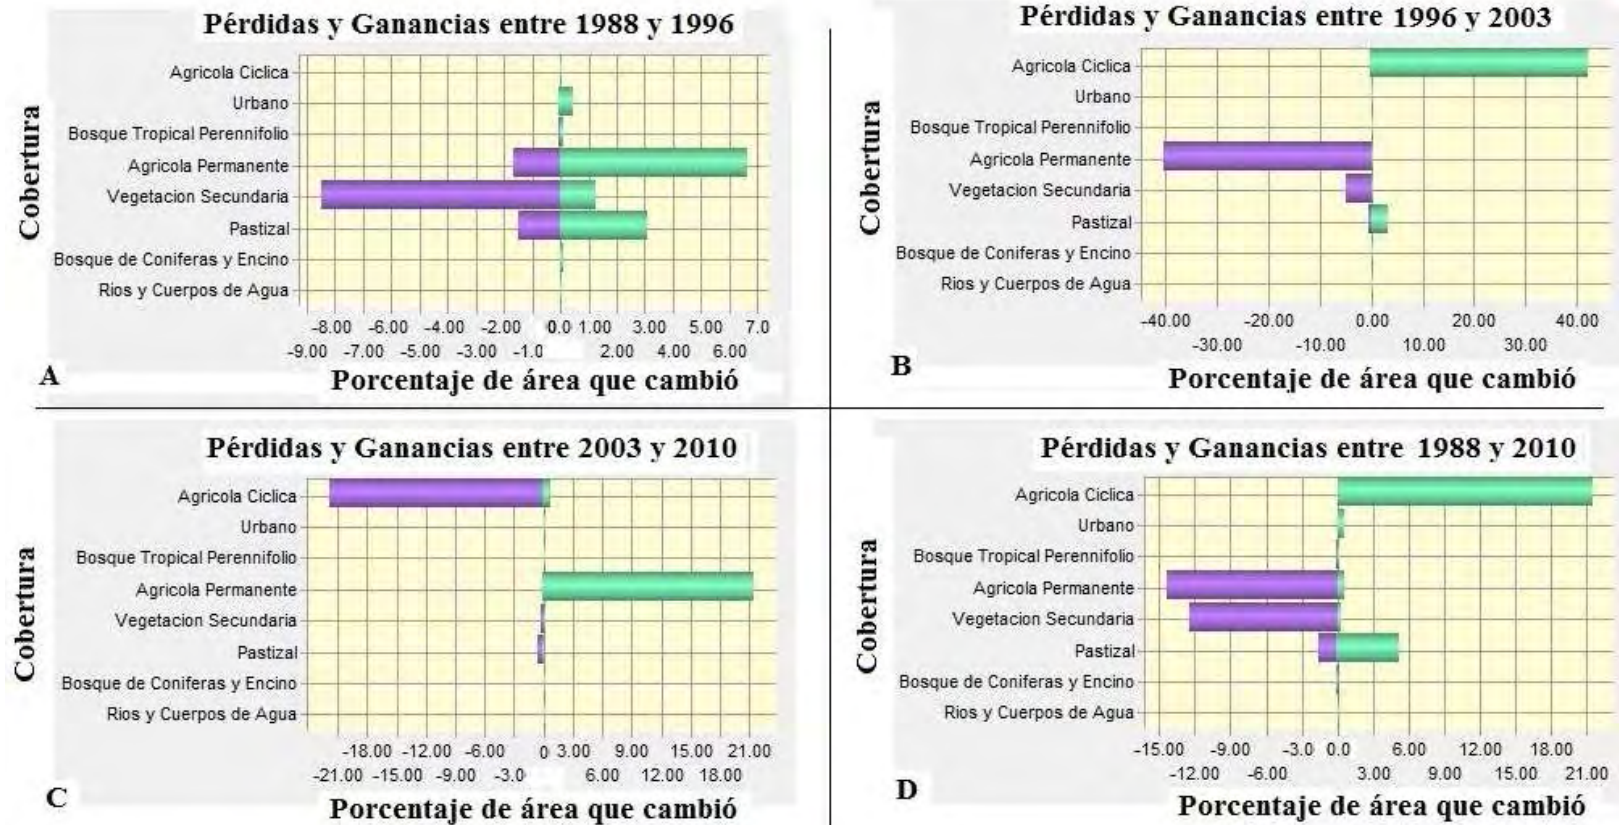 Pérdidas y Ganancias entre 1988 y 1996
Cobertura
Agricola Ciclica
Urbano
Bosque Tropical Perennifolio
Agricola Permanente
Vegetacion Secundaria
Pastizal
Bosque de Coniferas y Encino
Rios y Cuerpos de Agua
-8.00 -6.00 -4.00 -2.00 0.0 1.00 3.00 5.00 7.0
-9.00 -7.00 -5.00 -3.00 -1.0 2.00 4.00 6.00
A
Porcentaje de área que cambió
Pérdidas y Ganancias entre 1996 y 2003
Cobertura
Agricola Ciclica
Urbano
Bosque Tropical Perennifolio
Agricola Permanente
Vegetacion Secundaria
Pastizal
Bosque de Coniferas y Encino
Rios y Cuerpos de Agua
-40.00 -20.00 0.00 20.00 40.00
-30.00 -10.00 10.00 30.00
B
Porcentaje de área que cambió
Pérdidas y Ganancias entre 2003 y 2010
Cobertura
Agricola Ciclica
Urbano
Bosque Tropical Perennifolio
Agricola Permanente
Vegetacion Secundaria
Pastizal
Bosque de Coniferas y Encino
Rios y Cuerpos de Agua
-18.00 -12.00 -6.00 0 3.00 9.00 15.00 21.00
-21.00 -15.00 -9.00 -3.0 6.00 12.00 18.00
C
Porcentaje de área que cambió
Pérdidas y Ganancias entre 1988 y 2010
Cobertura
Agricola Ciclica
Urbano
Bosque Tropical Perennifolio
Agricola Permanente
Vegetacion Secundaria
Pastizal
Bosque de Coniferas y Encino
Rios y Cuerpos de Agua
-15.00 -9.00 -3.0 0.0 6.00 12.00 18.00
-12.00 -6.00 3.00 9.00 15.00 21.00
D
Porcentaje de área que cambió